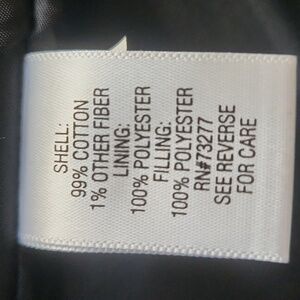 SHELL:
99% COTTON
1% OTHER FIBER
LINING:
100% POLYESTER
FILLING:
100% POLYESTER
RN#73277
SEE REVERSE
FOR CARE